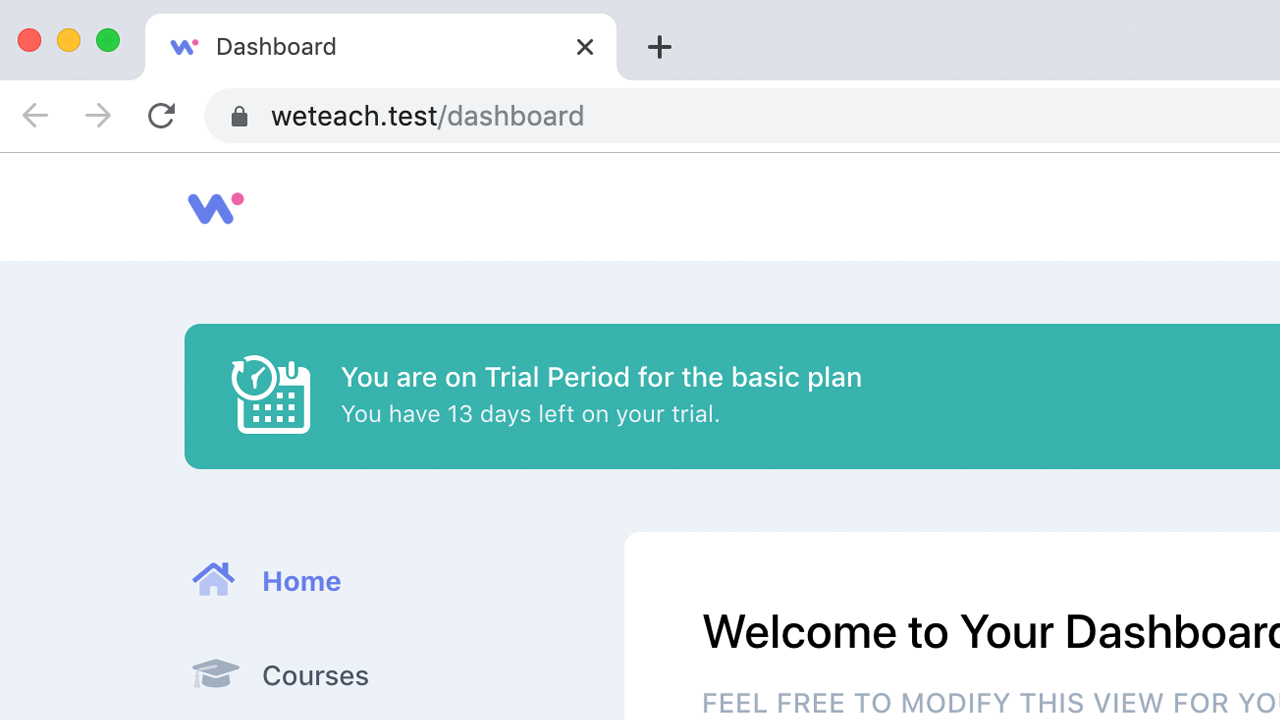 Dashboard
weteach.test/dashboard
You are on Trial Period for the basic plan
You have 13 days left on your trial.
Home
Courses
Welcome to Your Dashboard
FEEL FREE TO MODIFY THIS VIEW FOR YO